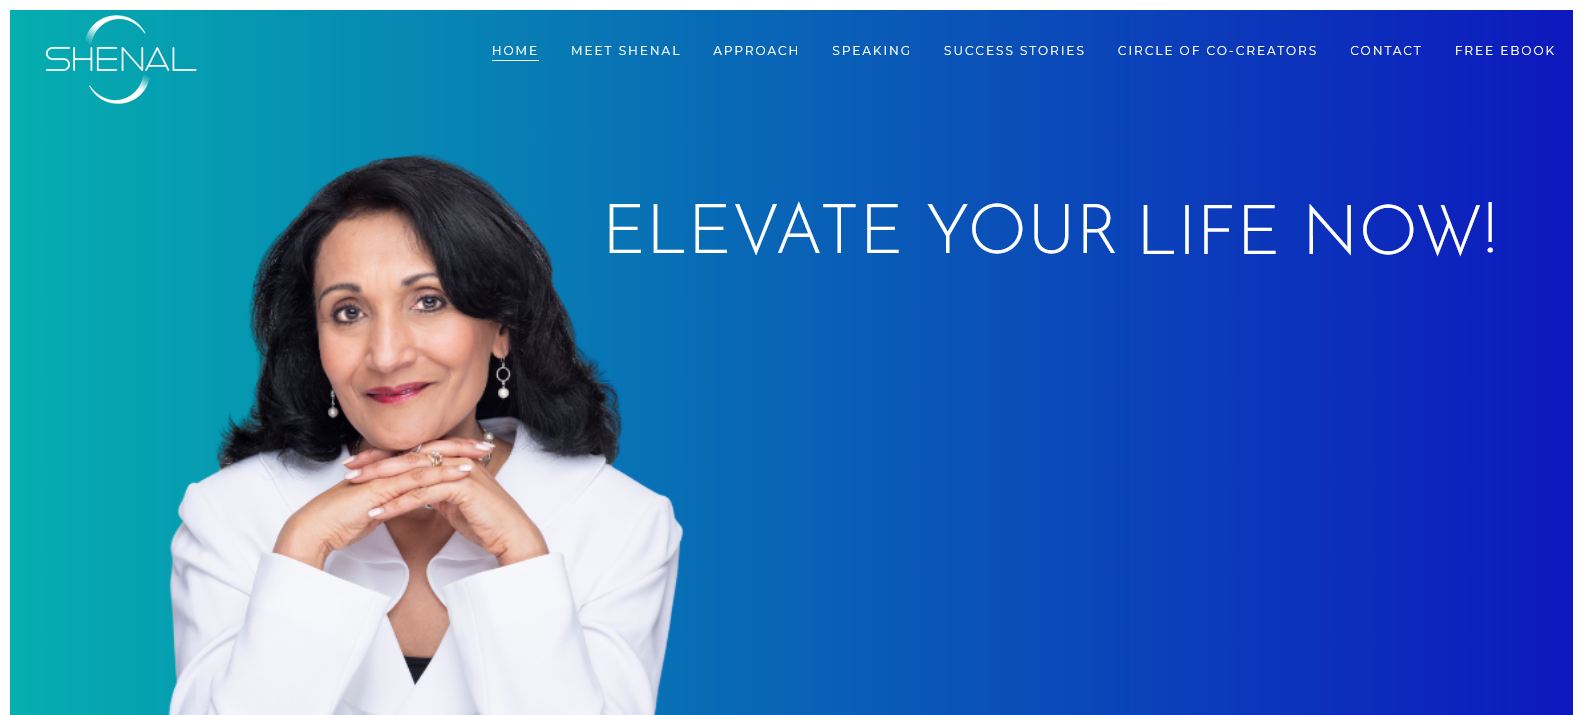 SHENAL
HOME MEET SHENAL APPROACH SPEAKING SUCCESS STORIES CIRCLE OF CO-CREATORS CONTACT FREE EBOOK
ELEVATE YOUR LIFE NOW!